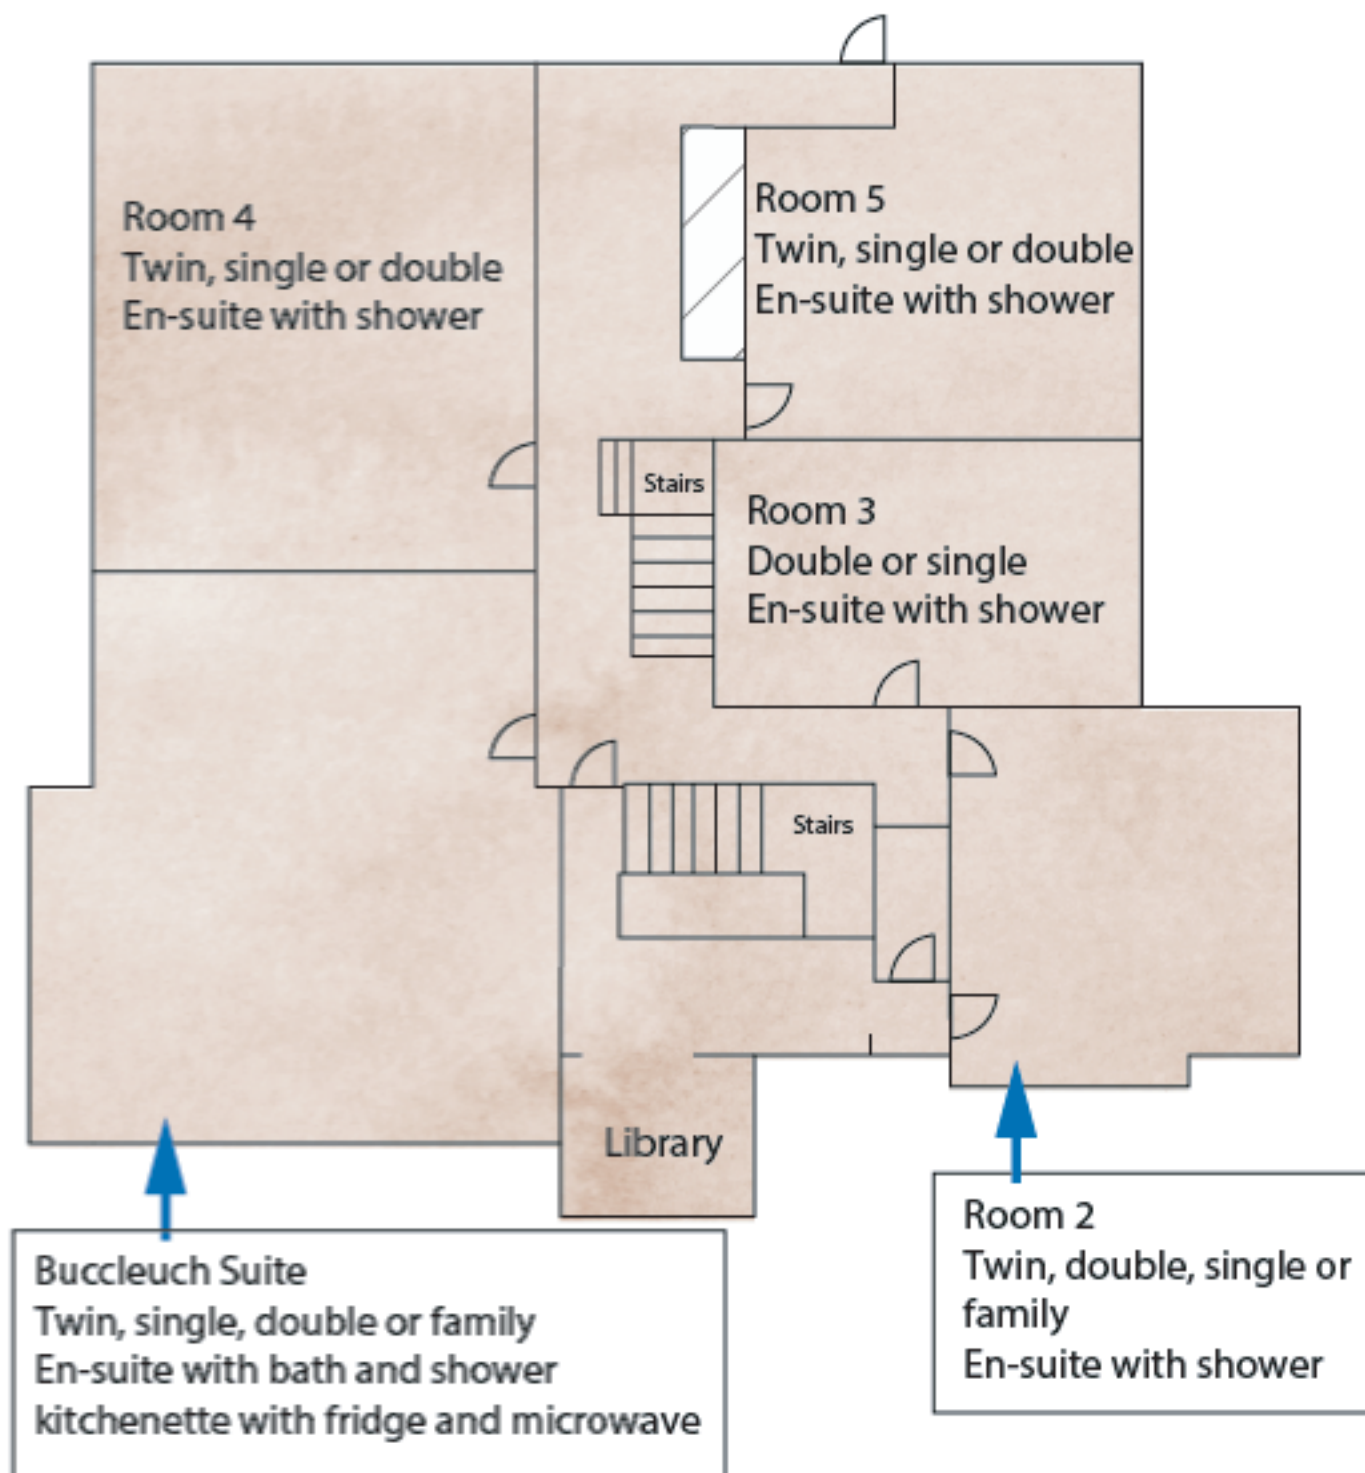 Room 4
Twin, single or double
En-suite with shower
Room 5
Twin, single or double
En-suite with shower
Stairs
Room 3
Double or single
En-suite with shower
Stairs
Library
Room 2
Twin, double, single or
family
En-suite with shower
Buccleuch Suite
Twin, single, double or family
En-suite with bath and shower
kitchenette with fridge and microwave